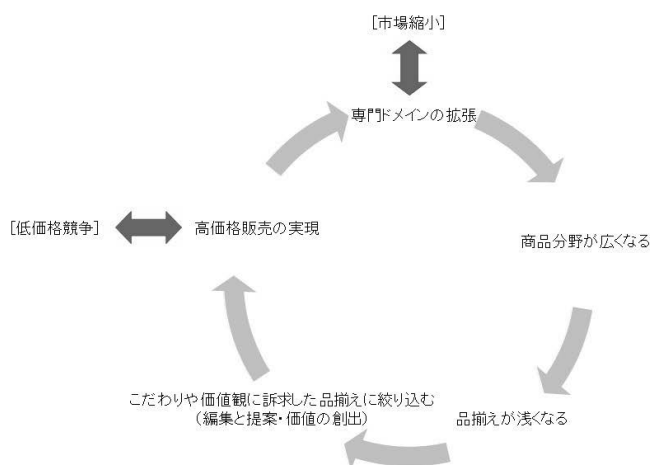 [市場縮小]
専門ドメインの拡張
商品分野が広くなる
品揃えが浅くなる
こだわりや価値観に訴求した品揃えに絞り込む
(編集と提案・価値の創出)
高価格販売の実現
[低価格競争]